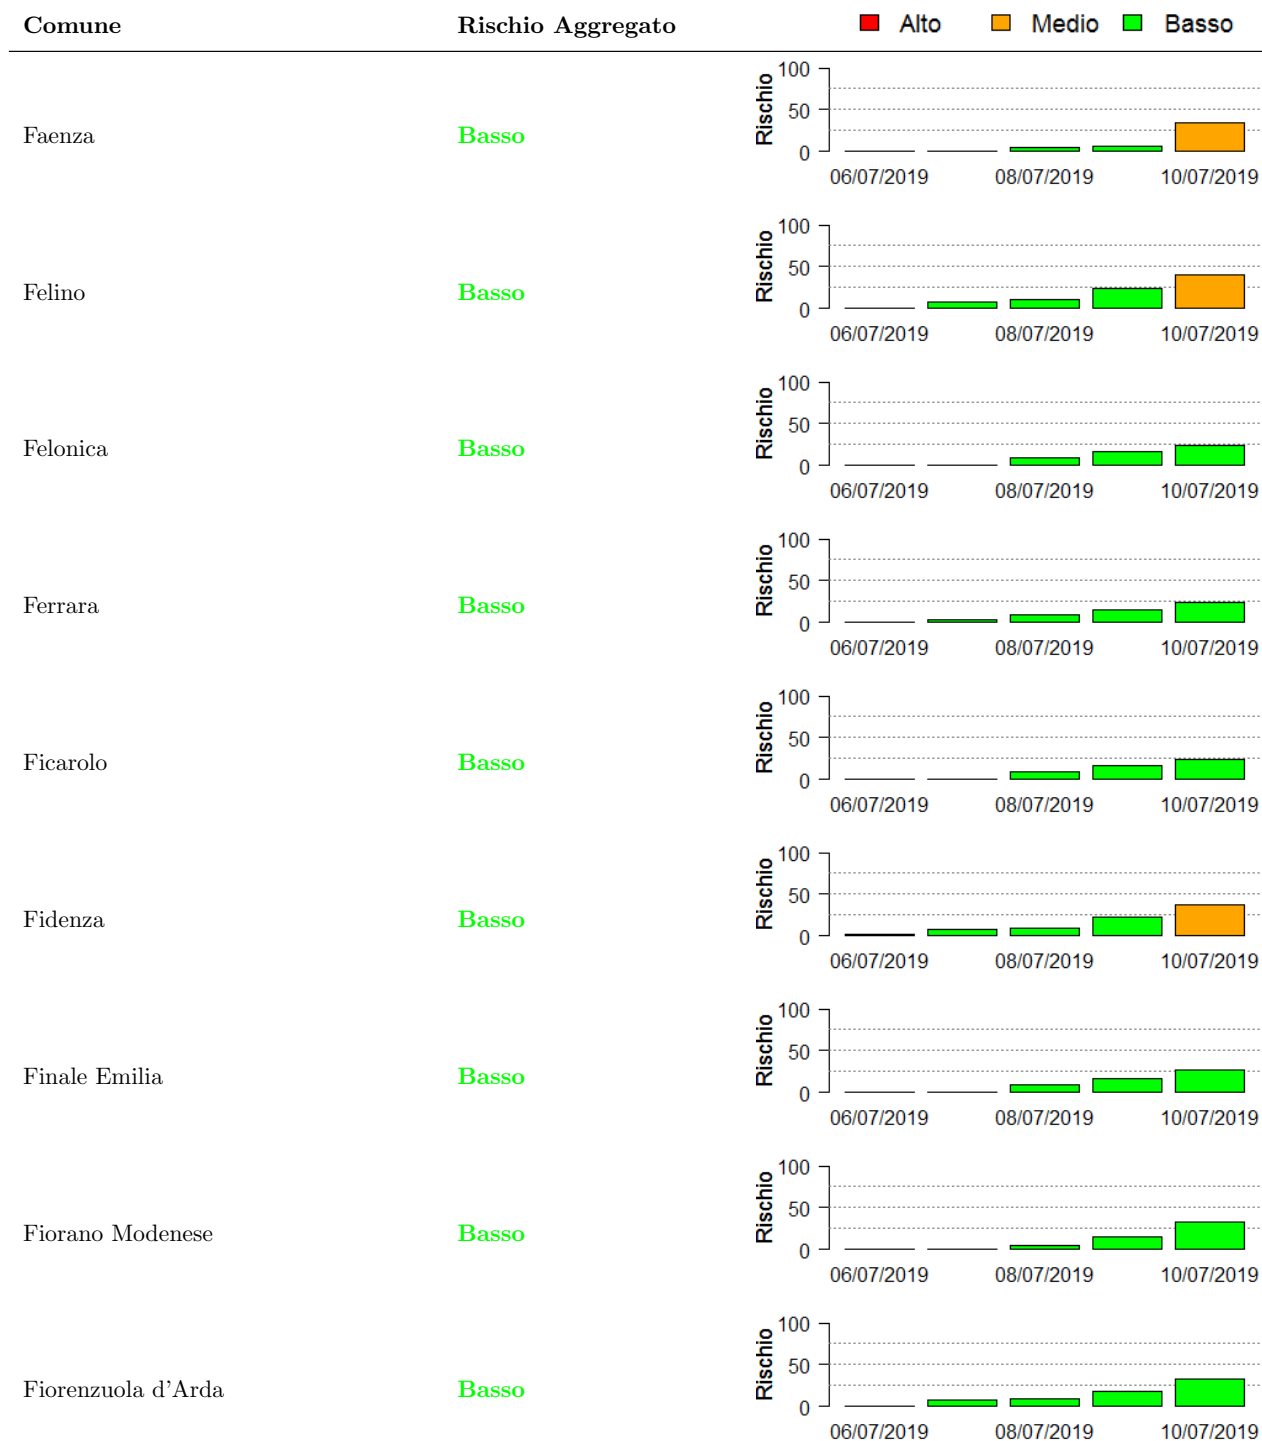 Comune Rischio Aggregato Alto Medio Basso
Faenza Basso Rischio 100 50 0
06/07/2019 08/07/2019 10/07/2019
Felino Basso Rischio 100 50 0
06/07/2019 08/07/2019 10/07/2019
Felonica Basso Rischio 100 50 0
06/07/2019 08/07/2019 10/07/2019
Ferrara Basso Rischio 100 50 0
06/07/2019 08/07/2019 10/07/2019
Ficarolo Basso Rischio 100 50 0
06/07/2019 08/07/2019 10/07/2019
Fidenza Basso Rischio 100 50 0
06/07/2019 08/07/2019 10/07/2019
Finale Emilia Basso Rischio 100 50 0
06/07/2019 08/07/2019 10/07/2019
Fiorano Modenese Basso Rischio 100 50 0
06/07/2019 08/07/2019 10/07/2019
Fiorenzuola d'Arda Basso Rischio 100 50 0
06/07/2019 08/07/2019 10/07/2019